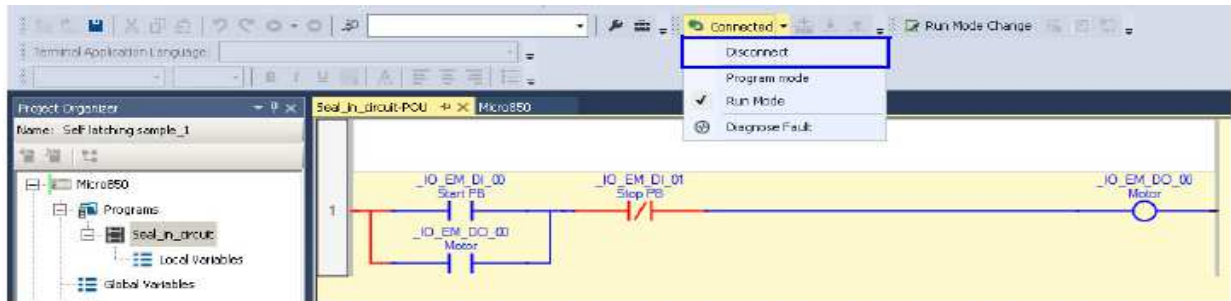 Connected
Run Mode Change
Terminal Application Language:
Disconnect
Program mode
Run Mode
Diagnose Fault
Project Organizer
Seal_in_circuit-POU
Micro850
Name: Self latching sample_1
Micro850
Programs
Seal_in_circuit
Local Variables
Global Variables
_IO_EM_DI_00
Start PB
_IO_EM_DI_01
Stop PB
_IO_EM_DO_00
Motor
1
_IO_EM_DO_00
Motor